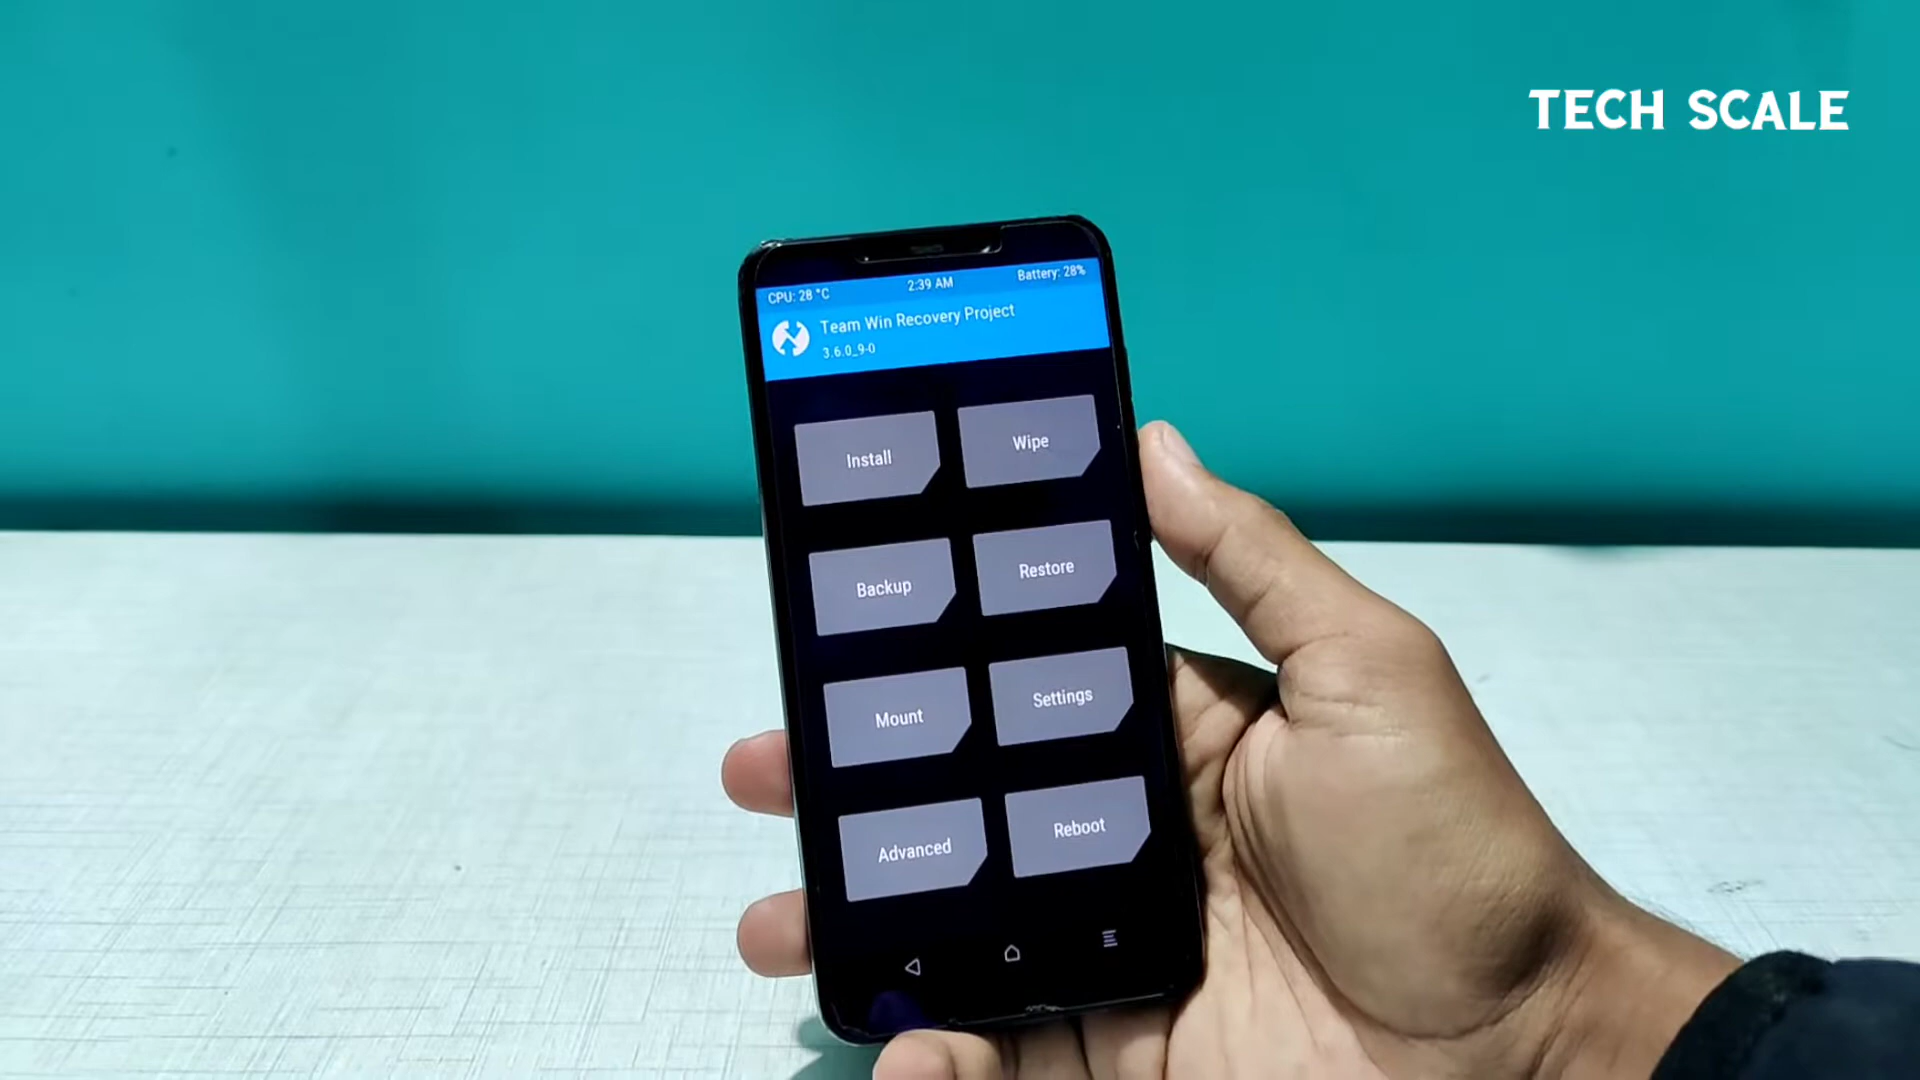 TECH SCALE
CPU: 28 °C 2:39 AM Battery: 28%
Team Win Recovery Project
3.6.0_9-0
Install Wipe
Backup Restore
Mount Settings
Advanced Reboot